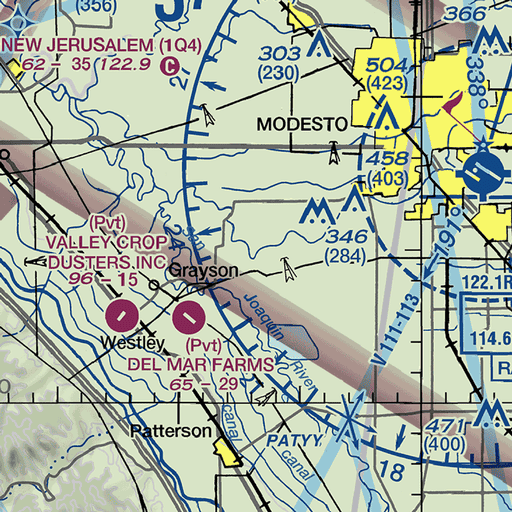 (356)
366
NEW JERUSALEM (1Q4)
62 - 35 (122.9 C
303
(230)
504
(423)
338°
MODESTO
458
(403)
(Pvt)
VALLEY CROP
DUSTERS INC
96 - 15
346
(284)
191°
Grayson
San
Joaquin
River
122.1R
114.6
V 111-113
Westley
(Pvt)
DEL MAR FARMS
65 - 29
Patterson
canal
PATYY
canal
471
(400)
18